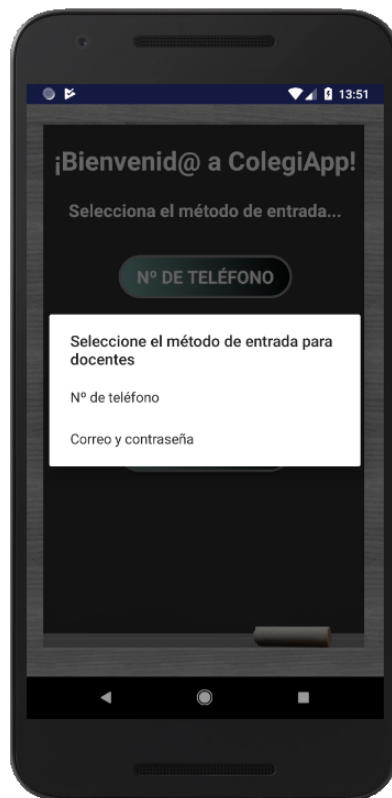 13:51
¡Bienvenid@ a ColegiApp!
Selecciona el método de entrada...
Nº DE TELÉFONO
Seleccione el método de entrada para
docentes
Nº de teléfono
Correo y contraseña